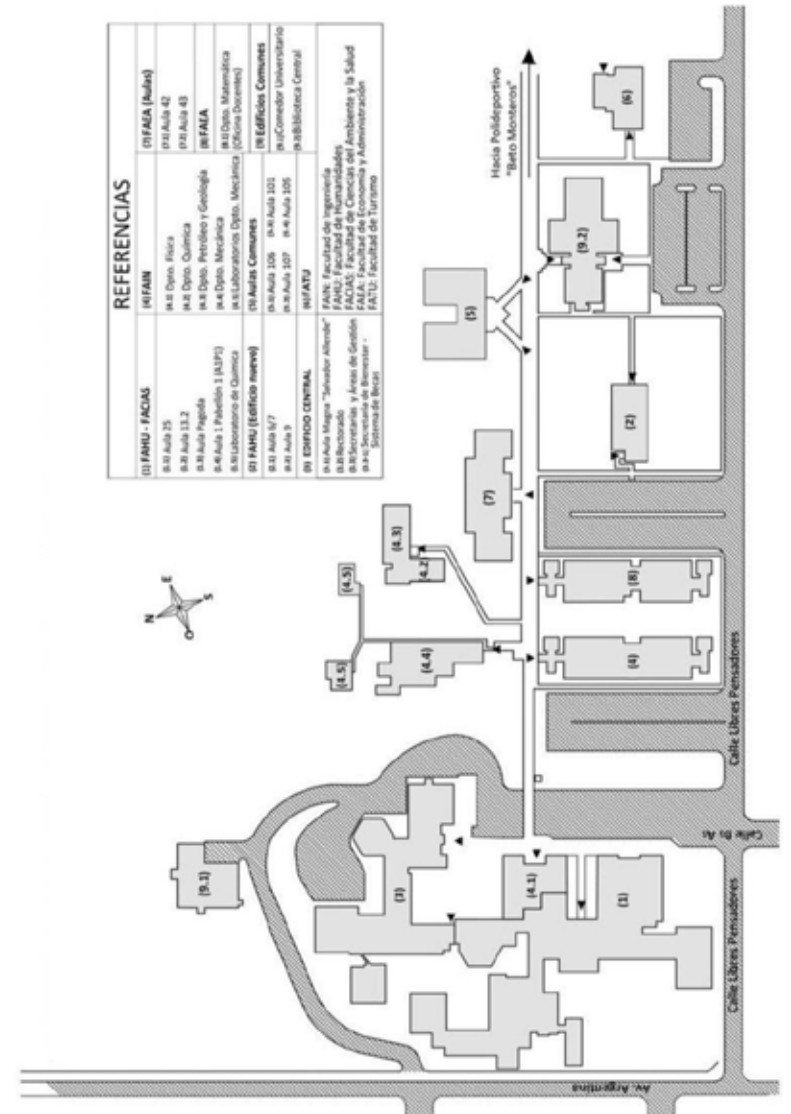 REFERENCIAS
(1) FAHU - FACIAS
(1.1) Aula 25
(1.2) Aula 13.2
(1.3) Aula Pagoda
(1.4) Aula 1 Pabellón 1 (A1P1)
(1.5) Laboratorio de Química
(2) FAHU (Edificio nuevo)
(2.1) Aula 6/7
(2.2) Aula 9
(3) EDIFICIO CENTRAL
(3.1) Aula Magna "Salvador Allende"
(3.2) Rectorado
(3.3) Secretarías y Áreas de Gestión
Secretaría de Bienestar -
Sistema de Becas
(4) FAIN
(4.1) Dpto. Física
(4.2) Dpto. Química
(4.3) Dpto. Petróleo y Geología
(4.4) Dpto. Mecánica
(4.5) Laboratorios Dpto. Mecánica
(5) Aulas Comunes
Aula 106 Aula 101
Aula 107 Aula 105
(6) FATU
(7) FAEA (Aulas)
(7.1) Aula 42
(7.2) Aula 43
(8) FAEA
(8.1) Dpto. Matemática
(Oficina Docentes)
(9) Edificios Comunes
(9.1) Comedor Universitario
(9.2) Biblioteca Central
FAIN: Facultad de Ingeniería
FAHU: Facultad de Humanidades
FACIAS: Facultad de Ciencias del Ambiente y la Salud
FAEA: Facultad de Economía y Administración
FATU: Facultad de Turismo
N
E
S
O
Hacia Polideportivo
"Beto Monteros"
(6)
(9.2)
(5)
(2)
(7)
(4.3)
(4.2)
(4.5)
(8)
(4.5)
(4.4)
(4)
(9.1)
(3)
(4.1)
(1)
Calle Libres Pensadores
Calle Bs As
Calle Libres Pensadores
Av. Argentina